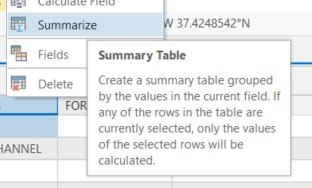 Calculate Field
Summarize
W 37.4248542°N
Fields
Summary Table
Delete
Create a summary table grouped
by the values in the current field. If
any of the rows in the table are
currently selected, only the values
of the selected rows will be
calculated.
FOR
HANNEL